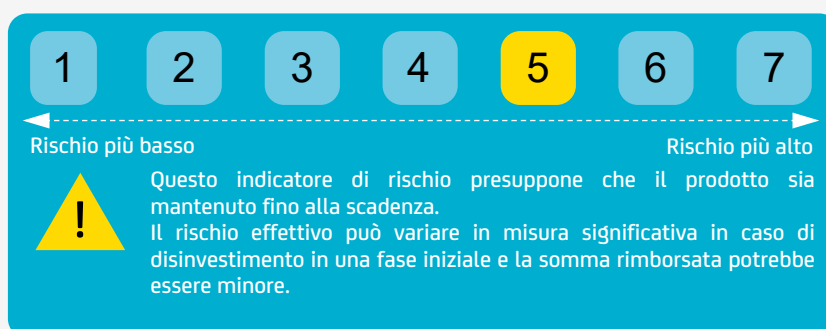 1 2 3 4 5 6 7
Rischio più basso Rischio più alto
Questo indicatore di rischio presuppone che il prodotto sia
mantenuto fino alla scadenza.
Il rischio effettivo può variare in misura significativa in caso di
disinvestimento in una fase iniziale e la somma rimborsata potrebbe
essere minore.
!